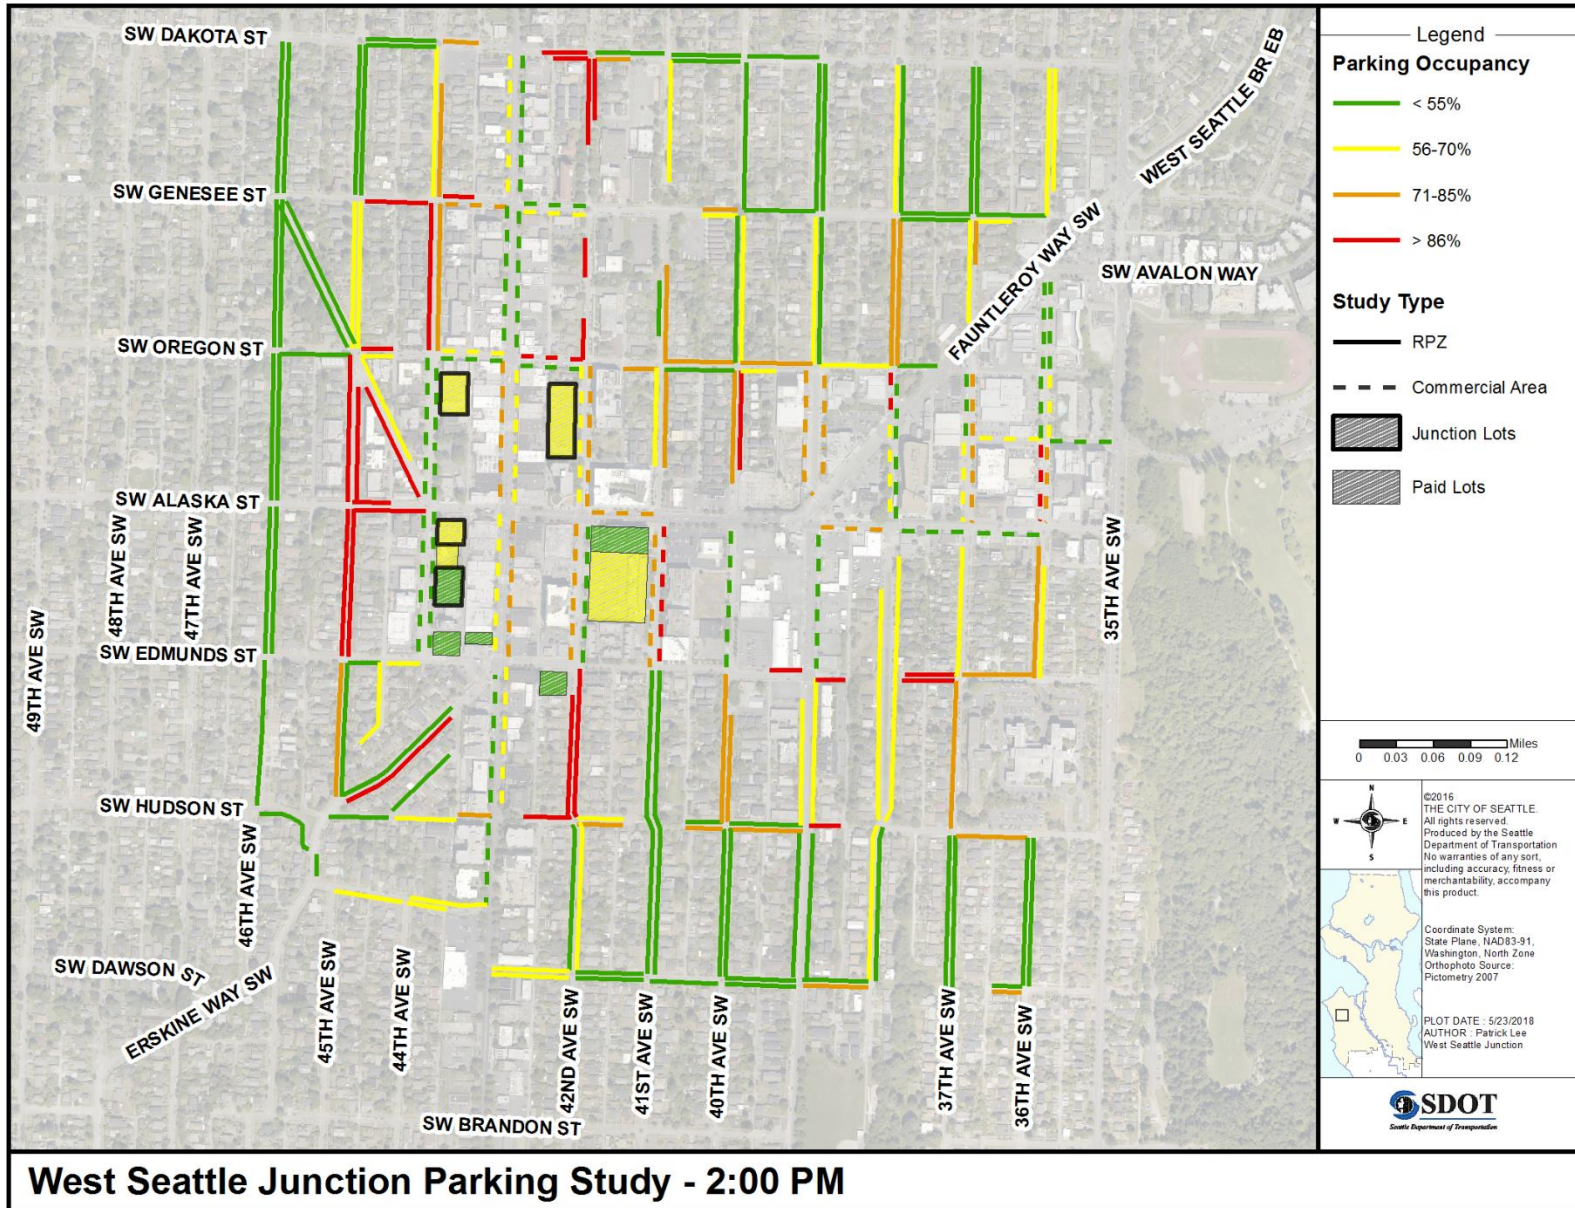 SW DAKOTA ST
WEST SEATTLE BR EB
SW GENESEE ST
FAUNTLEROY WAY SW
SW AVALON WAY
SW OREGON ST
SW ALASKA ST
49TH AVE SW
48TH AVE SW
47TH AVE SW
35TH AVE SW
SW EDMUNDS ST
SW HUDSON ST
46TH AVE SW
SW DAWSON ST
ERSKINE WAY SW
45TH AVE SW
44TH AVE SW
42ND AVE SW
41ST AVE SW
40TH AVE SW
37TH AVE SW
36TH AVE SW
SW BRANDON ST
Legend
Parking Occupancy
< 55%
56-70%
71-85%
> 86%
Study Type
RPZ
Commercial Area
Junction Lots
Paid Lots
Miles
0 0.03 0.06 0.09 0.12
N
W E
S
©2016
THE CITY OF SEATTLE.
All rights reserved.
Produced by the Seattle
Department of Transportation
No warranties of any sort,
including accuracy, fitness or
merchantability, accompany
this product.
Coordinate System:
State Plane, NAD83-91,
Washington, North Zone
Orthophoto Source:
Pictometry 2007
PLOT DATE : 5/23/2018
AUTHOR : Patrick Lee
West Seattle Junction
SDOT
Seattle Department of Transportation
West Seattle Junction Parking Study - 2:00 PM